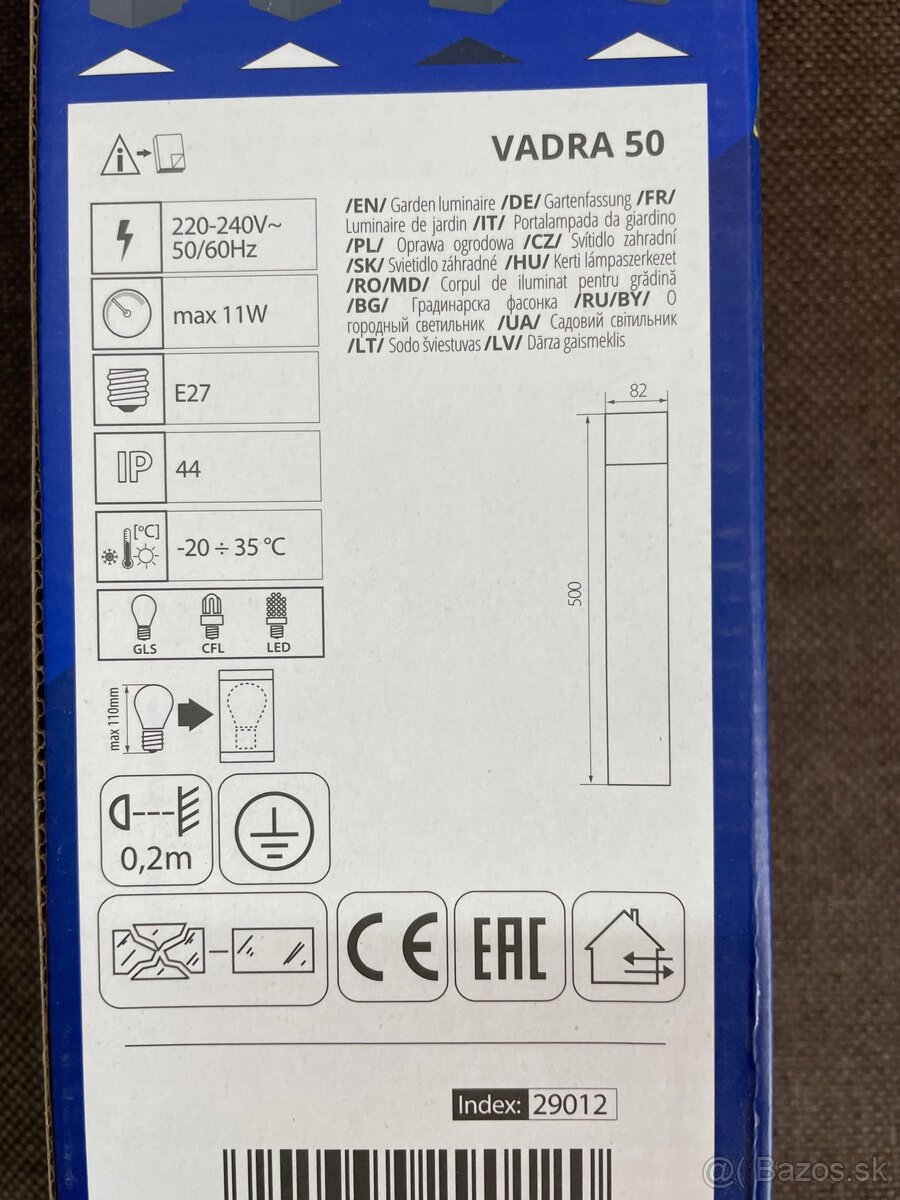 VADRA 50
/EN/ Garden luminaire /DE/ Gartenfassung /FR/
Luminaire de jardin /IT/ Portalampada da giardino
/PL/ Oprawa ogrodowa /CZ/ Svítidlo zahradní
/SK/ Svietidlo záhradné /HU/ Kerti lámpaszerkezet
/RO/MD/ Corpul de iluminat pentru grădină
/BG/ Градинарска фасонка /RU/BY/ О
городный светильник /UA/ Садовий світильник
/LT/ Sodo šviestuvas /LV/ Dārza gaismeklis
220-240V~
50/60Hz
max 11W
E27
IP 44
[°C] -20 ÷ 35 °C
GLS CFL LED
max 110mm
0,2m
82
500
CE EAC
Index: 29012
@( Bazos.sk